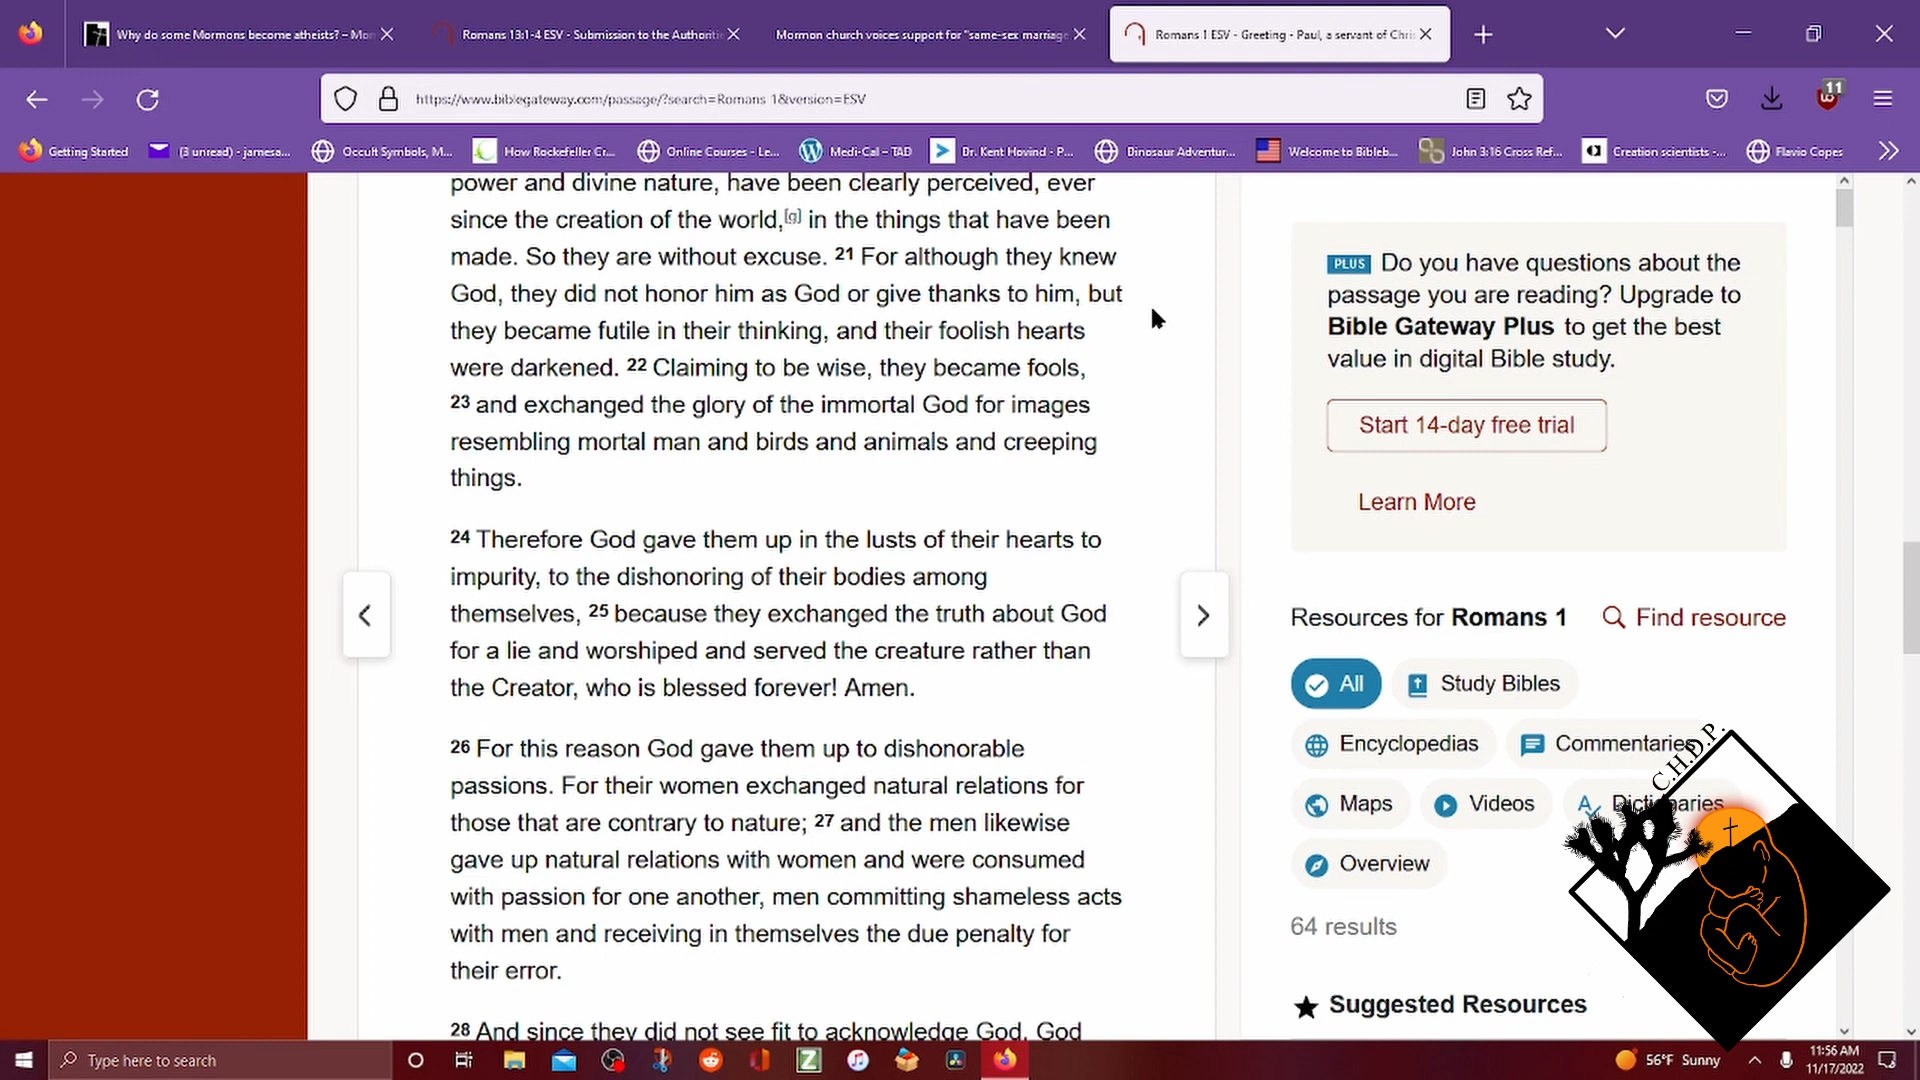 Why do some Mormons become atheists? – Mor
Romans 13:1-4 ESV - Submission to the Authoriti
Mormon church voices support for "same-sex marriag
Romans 1 ESV - Greeting - Paul, a servant of Chris
https://www.biblegateway.com/passage/?search=Romans 1&version=ESV
11
Getting Started
(3 unread) - jamesa...
Occult Symbols, M...
How Rockefeller Cr...
Online Courses - Le...
Medi-Cal – TAD
Dr. Kent Hovind - P...
Dinosaur Adventur...
Welcome to Bibleb...
John 3:16 Cross Ref...
Creation scientists -...
Flavio Copes
power and divine nature, have been clearly perceived, ever
since the creation of the world,[g] in the things that have been
made. So they are without excuse. 21 For although they knew
God, they did not honor him as God or give thanks to him, but
they became futile in their thinking, and their foolish hearts
were darkened. 22 Claiming to be wise, they became fools,
23 and exchanged the glory of the immortal God for images
resembling mortal man and birds and animals and creeping
things.
24 Therefore God gave them up in the lusts of their hearts to
impurity, to the dishonoring of their bodies among
themselves, 25 because they exchanged the truth about God
for a lie and worshiped and served the creature rather than
the Creator, who is blessed forever! Amen.
26 For this reason God gave them up to dishonorable
passions. For their women exchanged natural relations for
those that are contrary to nature; 27 and the men likewise
gave up natural relations with women and were consumed
with passion for one another, men committing shameless acts
with men and receiving in themselves the due penalty for
their error.
28 And since they did not see fit to acknowledge God, God
PLUS Do you have questions about the
passage you are reading? Upgrade to
Bible Gateway Plus to get the best
value in digital Bible study.
Start 14-day free trial
Learn More
Resources for Romans 1
Find resource
All
Study Bibles
Encyclopedias
Commentaries
Maps
Videos
Dictionaries
Overview
64 results
Suggested Resources
C.H.D.P.
Type here to search
56°F Sunny
11:56 AM
11/17/2022